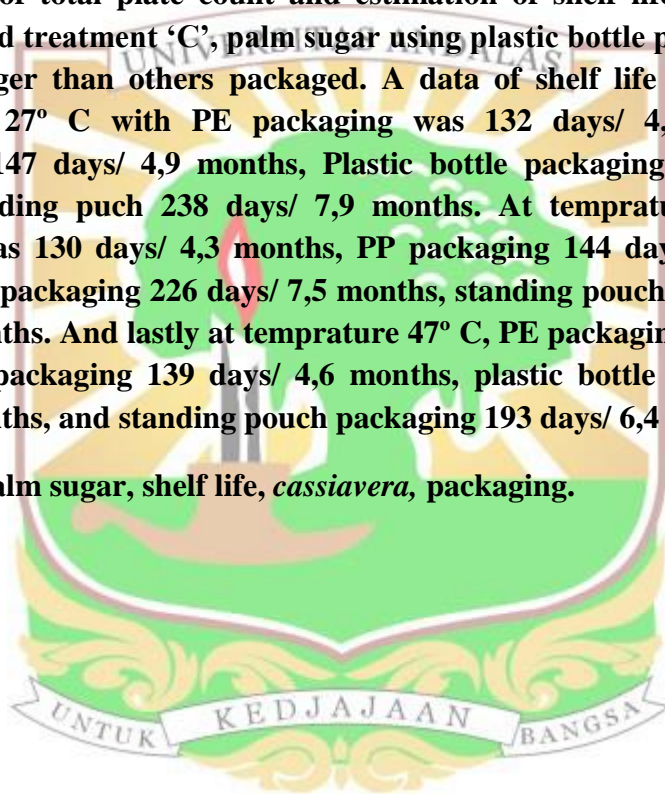 of total plate count and estimation of shelf life
d treatment ‘C’, palm sugar using plastic bottle p
ger than others packaged. A data of shelf life
27º C with PE packaging was 132 days/ 4,
147 days/ 4,9 months, Plastic bottle packaging
ding puch 238 days/ 7,9 months. At tempratu
as 130 days/ 4,3 months, PP packaging 144 day
packaging 226 days/ 7,5 months, standing pouch
nths. And lastly at temprature 47º C, PE packagin
packaging 139 days/ 4,6 months, plastic bottle
nths, and standing pouch packaging 193 days/ 6,4
alm sugar, shelf life, cassiavera, packaging.
UNIVERSITAS ANDALAS
UNTUK KEDJAJAAN BANGSA